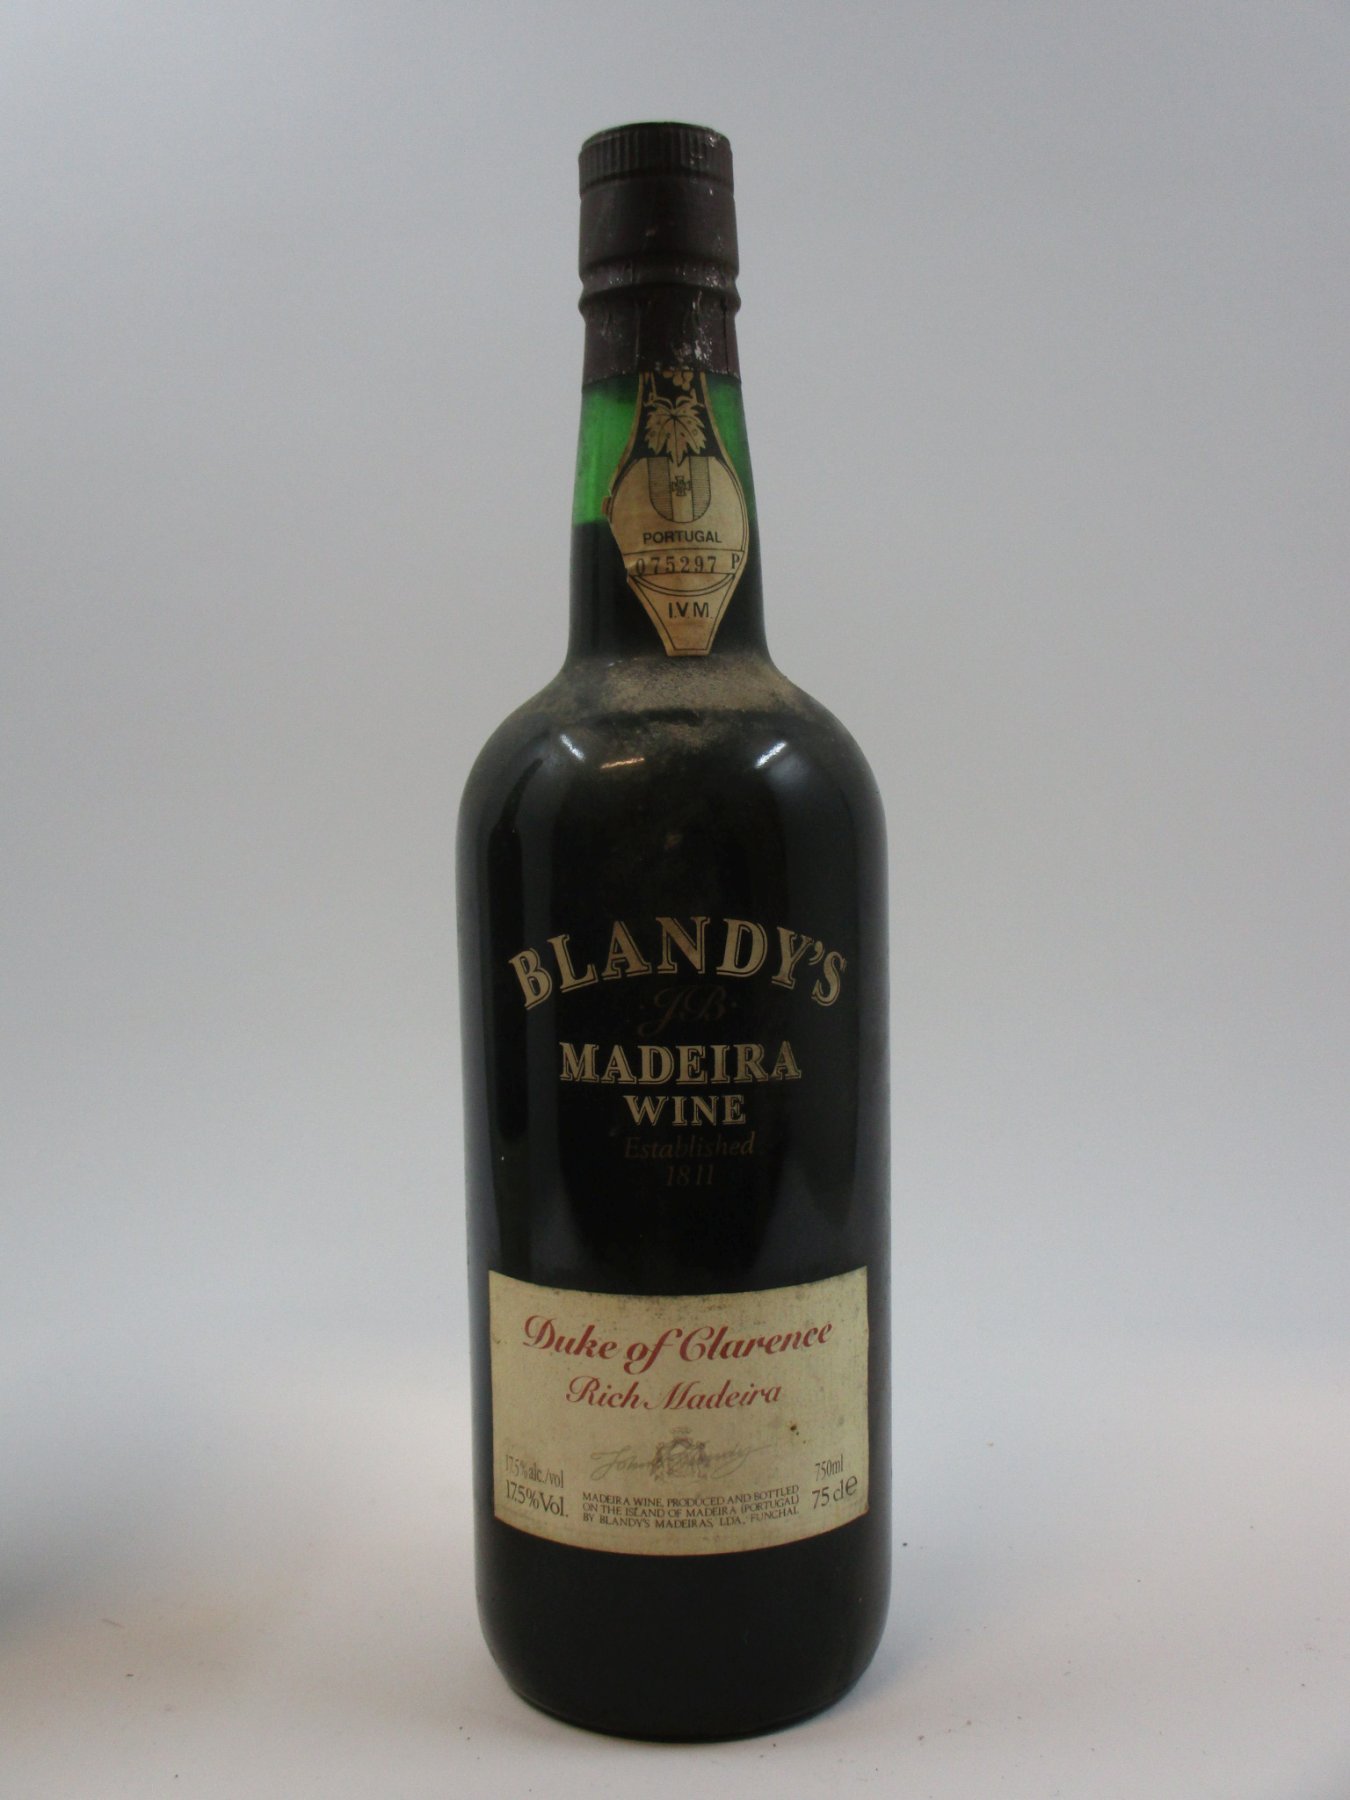 PORTUGAL
075297 P
I.V.M.
BLANDY'S
JB
MADEIRA
WINE
Established
1811
Duke of Clarence
Rich Madeira
17.5% alc./vol
17.5% Vol.
MADEIRA WINE, PRODUCED AND BOTTLED
ON THE ISLAND OF MADEIRA (PORTUGAL)
BY BLANDY'S MADEIRAS, LDA., FUNCHAL
750ml
75 cl e